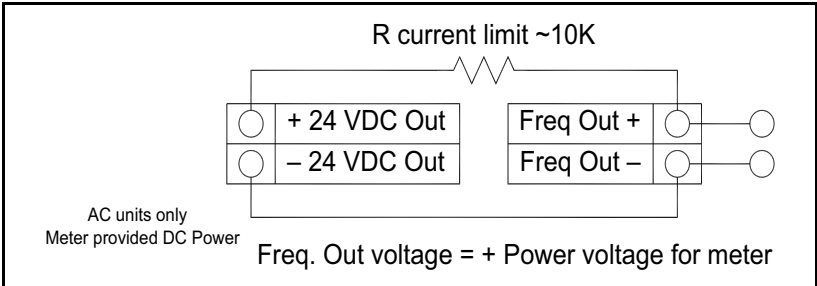 R current limit ~10K
+ 24 VDC Out
Freq Out +
– 24 VDC Out
Freq Out –
AC units only
Meter provided DC Power
Freq. Out voltage = + Power voltage for meter